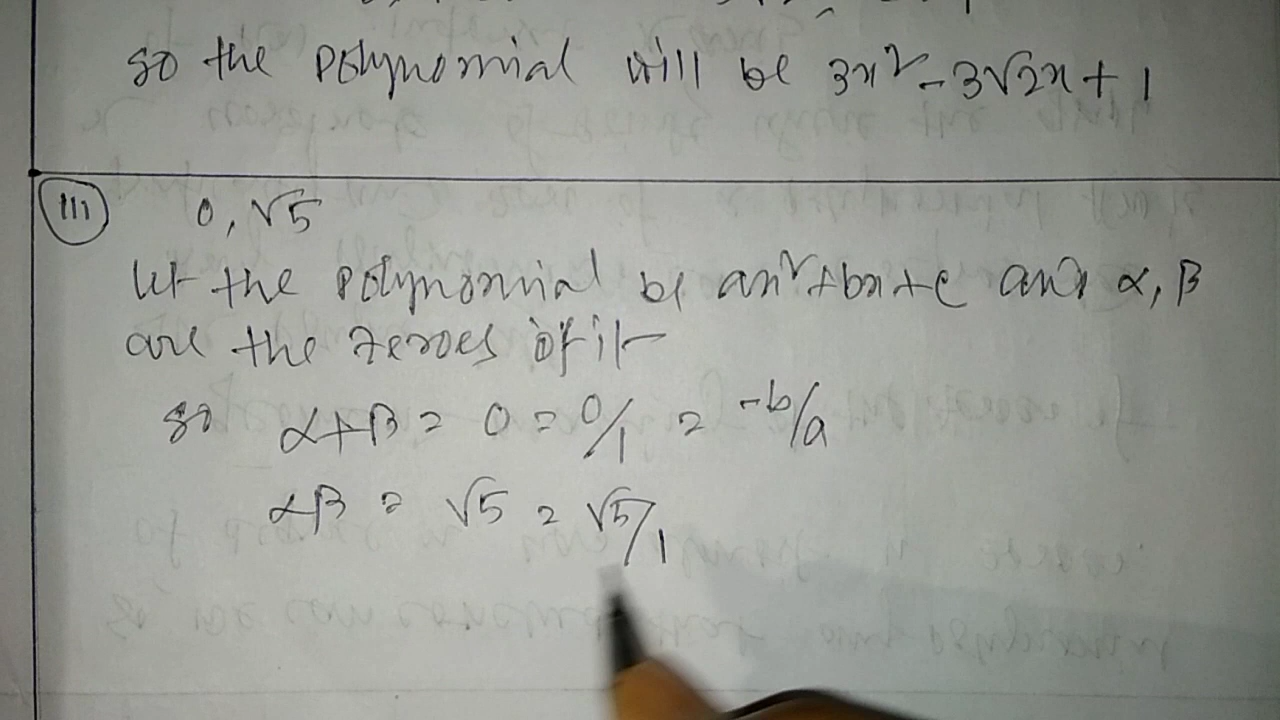 so the polynomial will be 3x² - 3√2x + 1
(iii) 0, √5
let the polynomial be ax²+bx+c and α, β
are the zeroes of it
so α+β = 0 = 0/1 = -b/a
αβ = √5 = √5/1